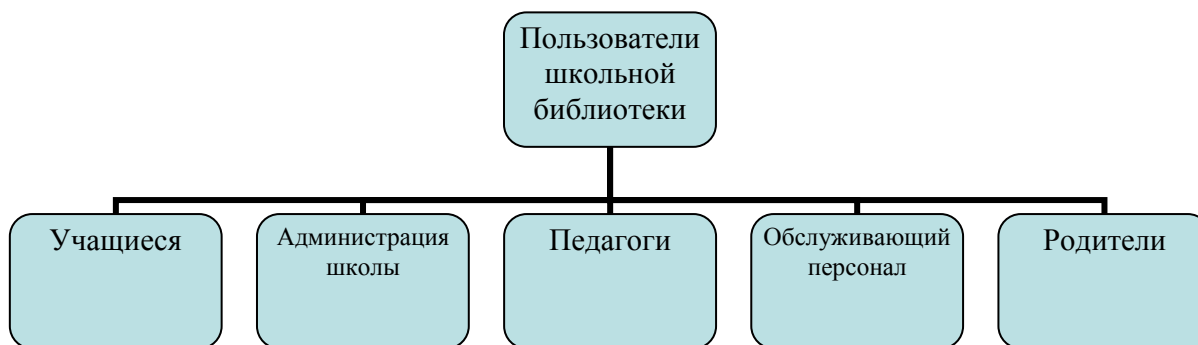 Пользователи
школьной
библиотеки
Учащиеся
Администрация
школы
Педагоги
Обслуживающий
персонал
Родители